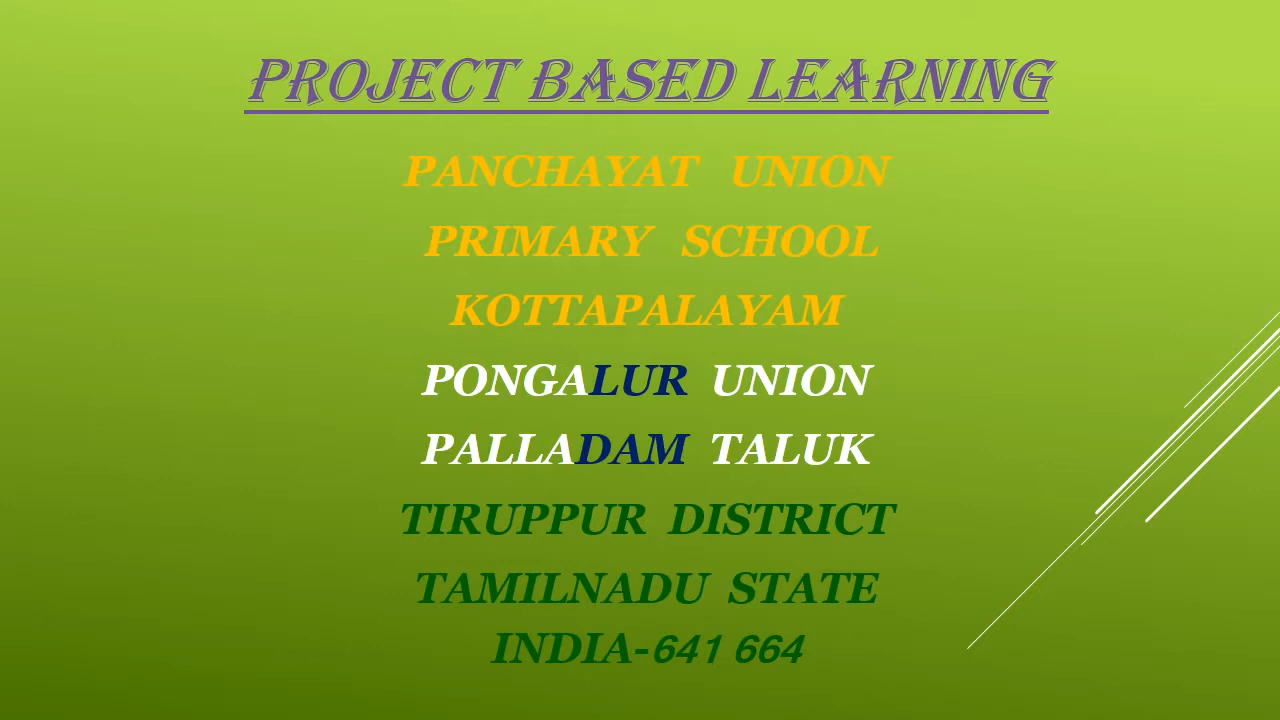 PROJECT BASED LEARNING
PANCHAYAT UNION
PRIMARY SCHOOL
KOTTAPALAYAM
PONGALUR UNION
PALLADAM TALUK
TIRUPPUR DISTRICT
TAMILNADU STATE
INDIA-641 664